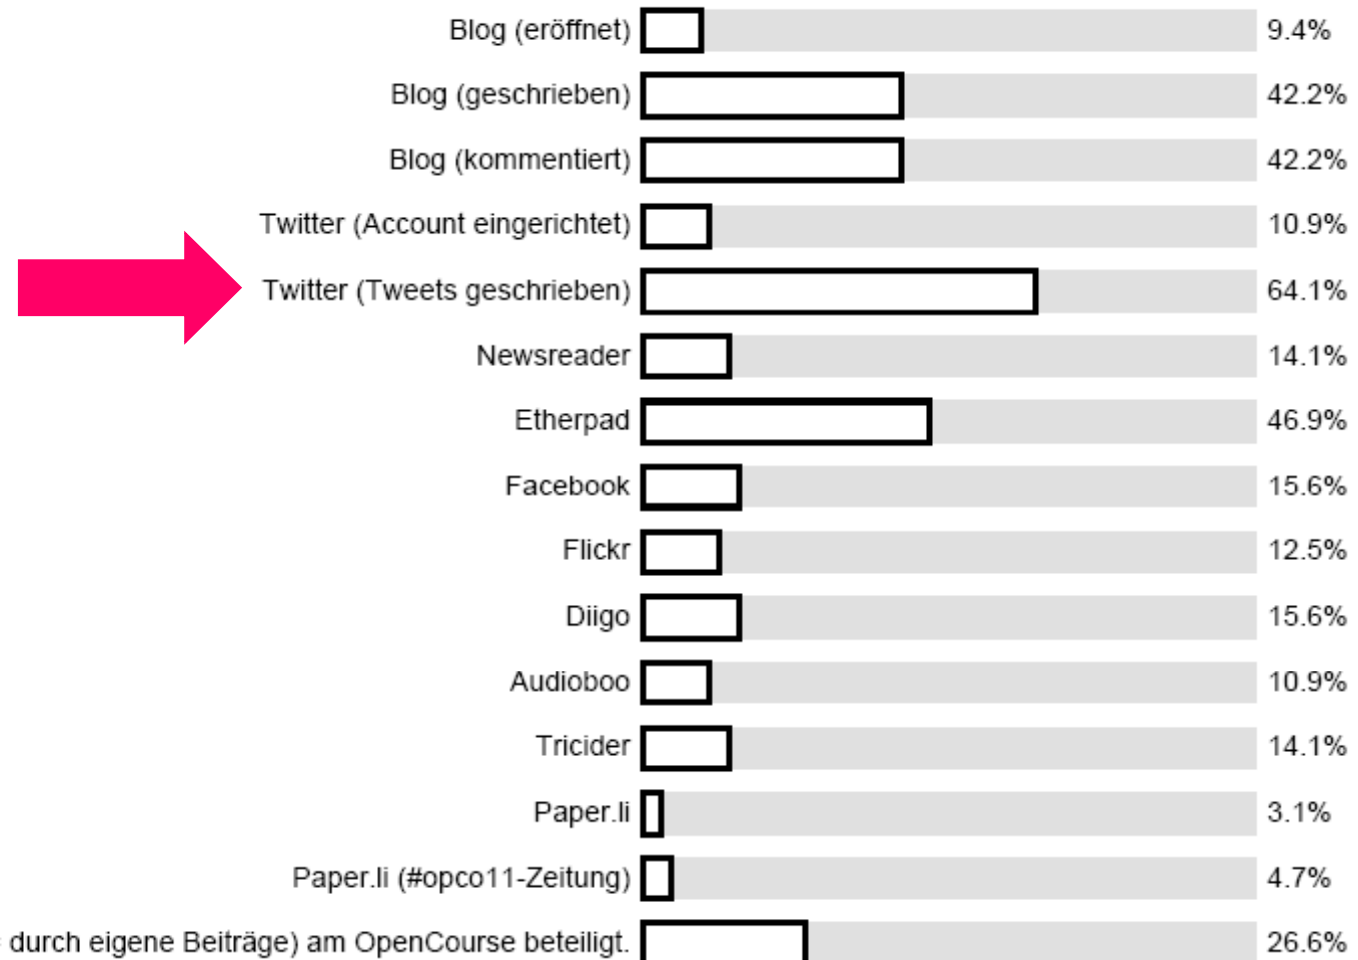 Blog (eröffnet) 9.4%
Blog (geschrieben) 42.2%
Blog (kommentiert) 42.2%
Twitter (Account eingerichtet) 10.9%
Twitter (Tweets geschrieben) 64.1%
Newsreader 14.1%
Etherpad 46.9%
Facebook 15.6%
Flickr 12.5%
Diigo 15.6%
Audioboo 10.9%
Tricider 14.1%
Paper.li 3.1%
Paper.li (#opco11-Zeitung) 4.7%
durch eigene Beiträge) am OpenCourse beteiligt. 26.6%